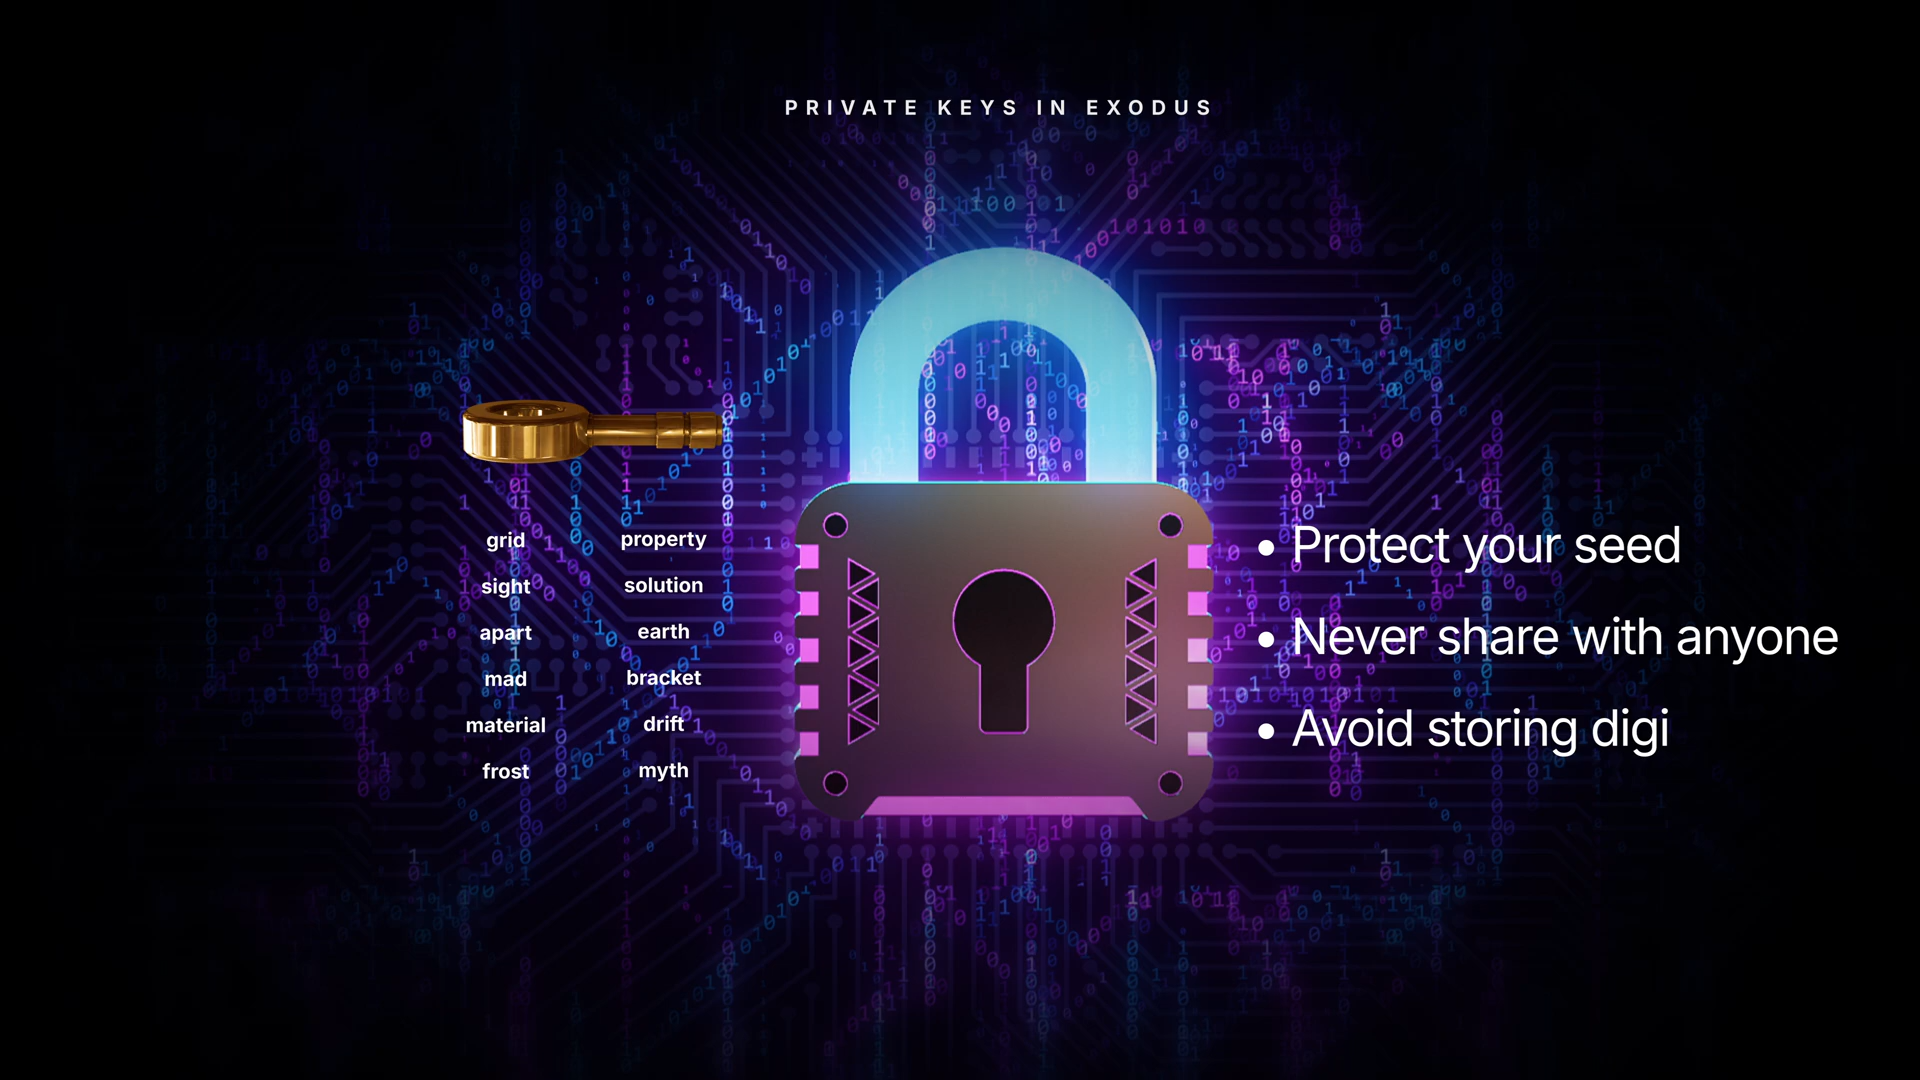 PRIVATE KEYS IN EXODUS
grid property
sight solution
apart earth
mad bracket
material drift
frost myth
• Protect your seed
• Never share with anyone
• Avoid storing digi